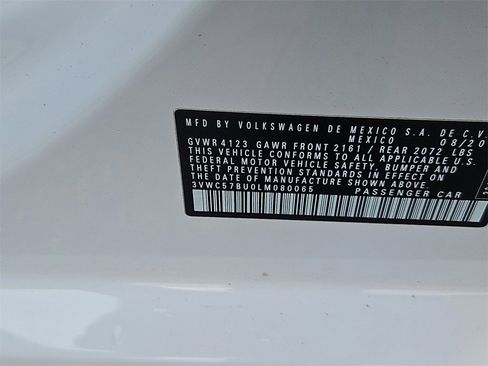 MFD BY VOLKSWAGEN DE MEXICO S.A. DE C.V.
MEXICO 08/20
GVWR 4123 GAWR FRONT 2161 / REAR 2072 LBS
THIS VEHICLE CONFORMS TO ALL APPLICABLE U.S.
FEDERAL MOTOR VEHICLE SAFETY, BUMPER AND
THEFT PREVENTION STANDARDS IN EFFECT ON
THE DATE OF MANUFACTURE SHOWN ABOVE.
3VWC57BU0LM080065 PASSENGER CAR